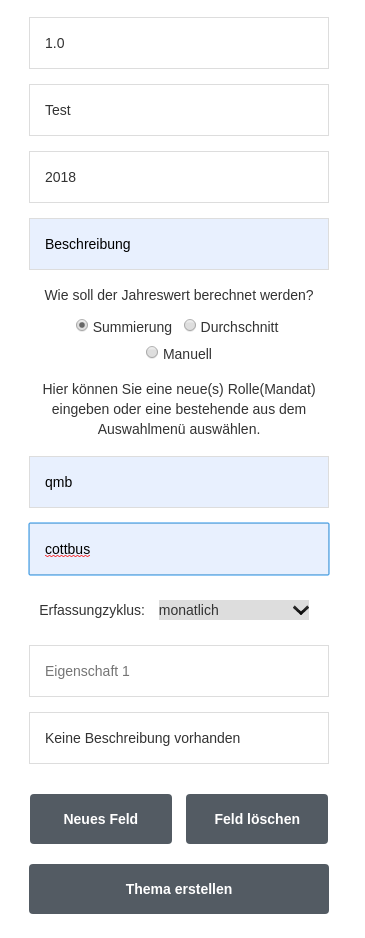 1.0
Test
2018
Beschreibung
Wie soll der Jahreswert berechnet werden?
Summierung Durchschnitt
Manuell
Hier können Sie eine neue(s) Rolle(Mandat)
eingeben oder eine bestehende aus dem
Auswahlmenü auswählen.
qmb
cottbus
Erfassungzyklus: monatlich
Eigenschaft 1
Keine Beschreibung vorhanden
Neues Feld Feld löschen
Thema erstellen